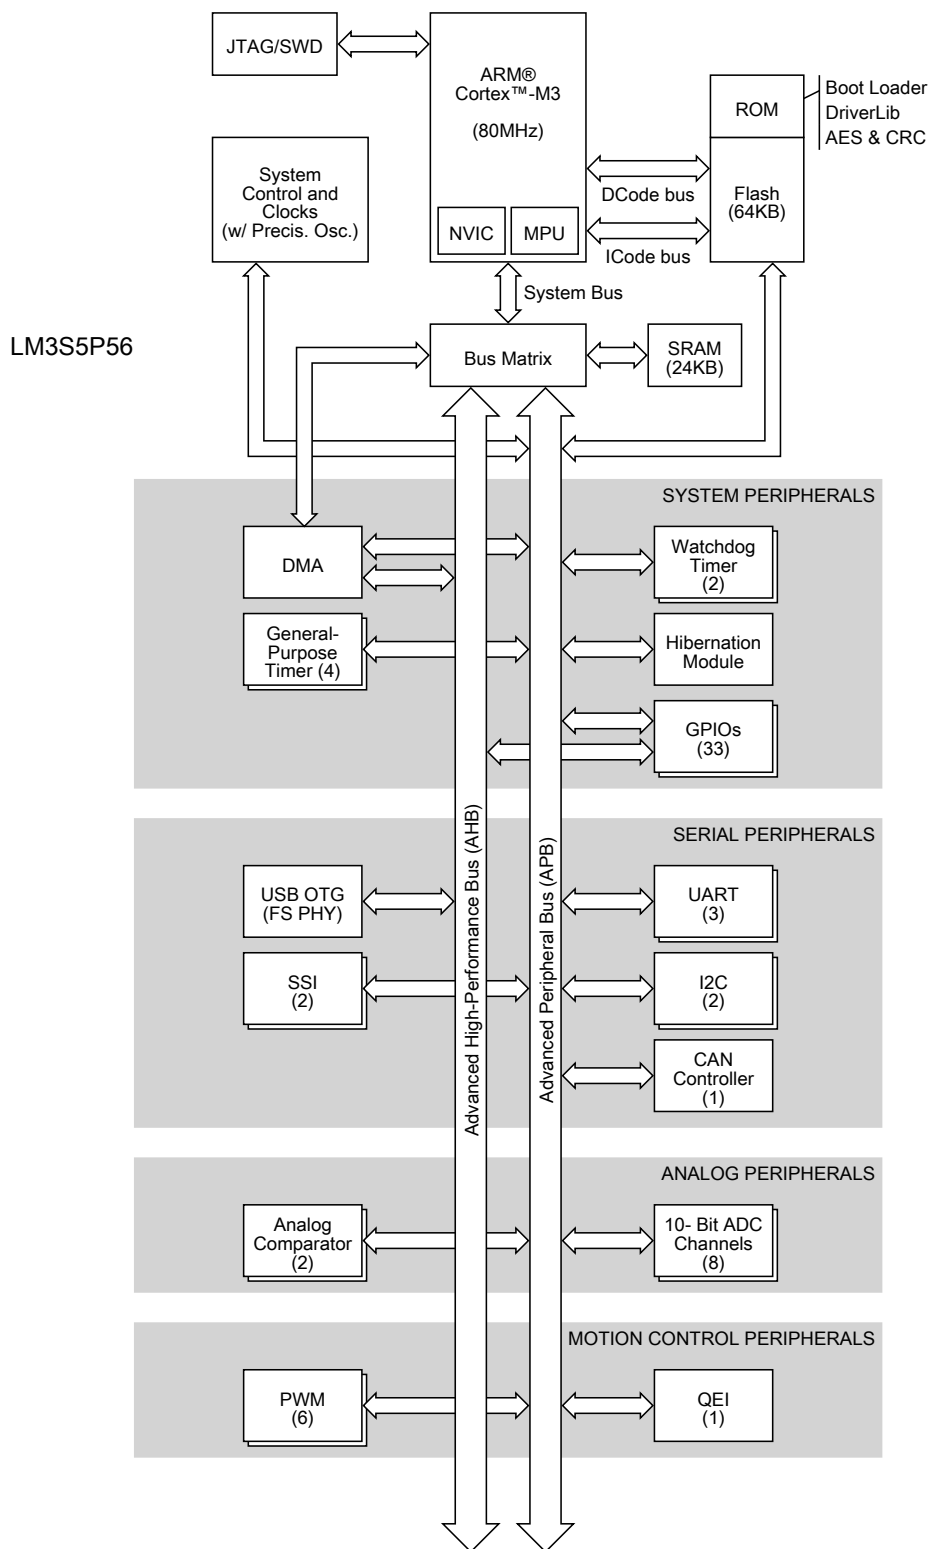 JTAG/SWD
ARM®
Cortex™-M3
(80MHz)
NVIC
MPU
ROM
Boot Loader
DriverLib
AES & CRC
System
Control and
Clocks
(w/ Precis. Osc.)
DCode bus
ICode bus
Flash
(64KB)
System Bus
LM3S5P56
Bus Matrix
SRAM
(24KB)
SYSTEM PERIPHERALS
DMA
Watchdog
Timer
(2)
General-
Purpose
Timer (4)
Hibernation
Module
GPIOs
(33)
Advanced High-Performance Bus (AHB)
Advanced Peripheral Bus (APB)
SERIAL PERIPHERALS
USB OTG
(FS PHY)
UART
(3)
SSI
(2)
I2C
(2)
CAN
Controller
(1)
ANALOG PERIPHERALS
Analog
Comparator
(2)
10- Bit ADC
Channels
(8)
MOTION CONTROL PERIPHERALS
PWM
(6)
QEI
(1)